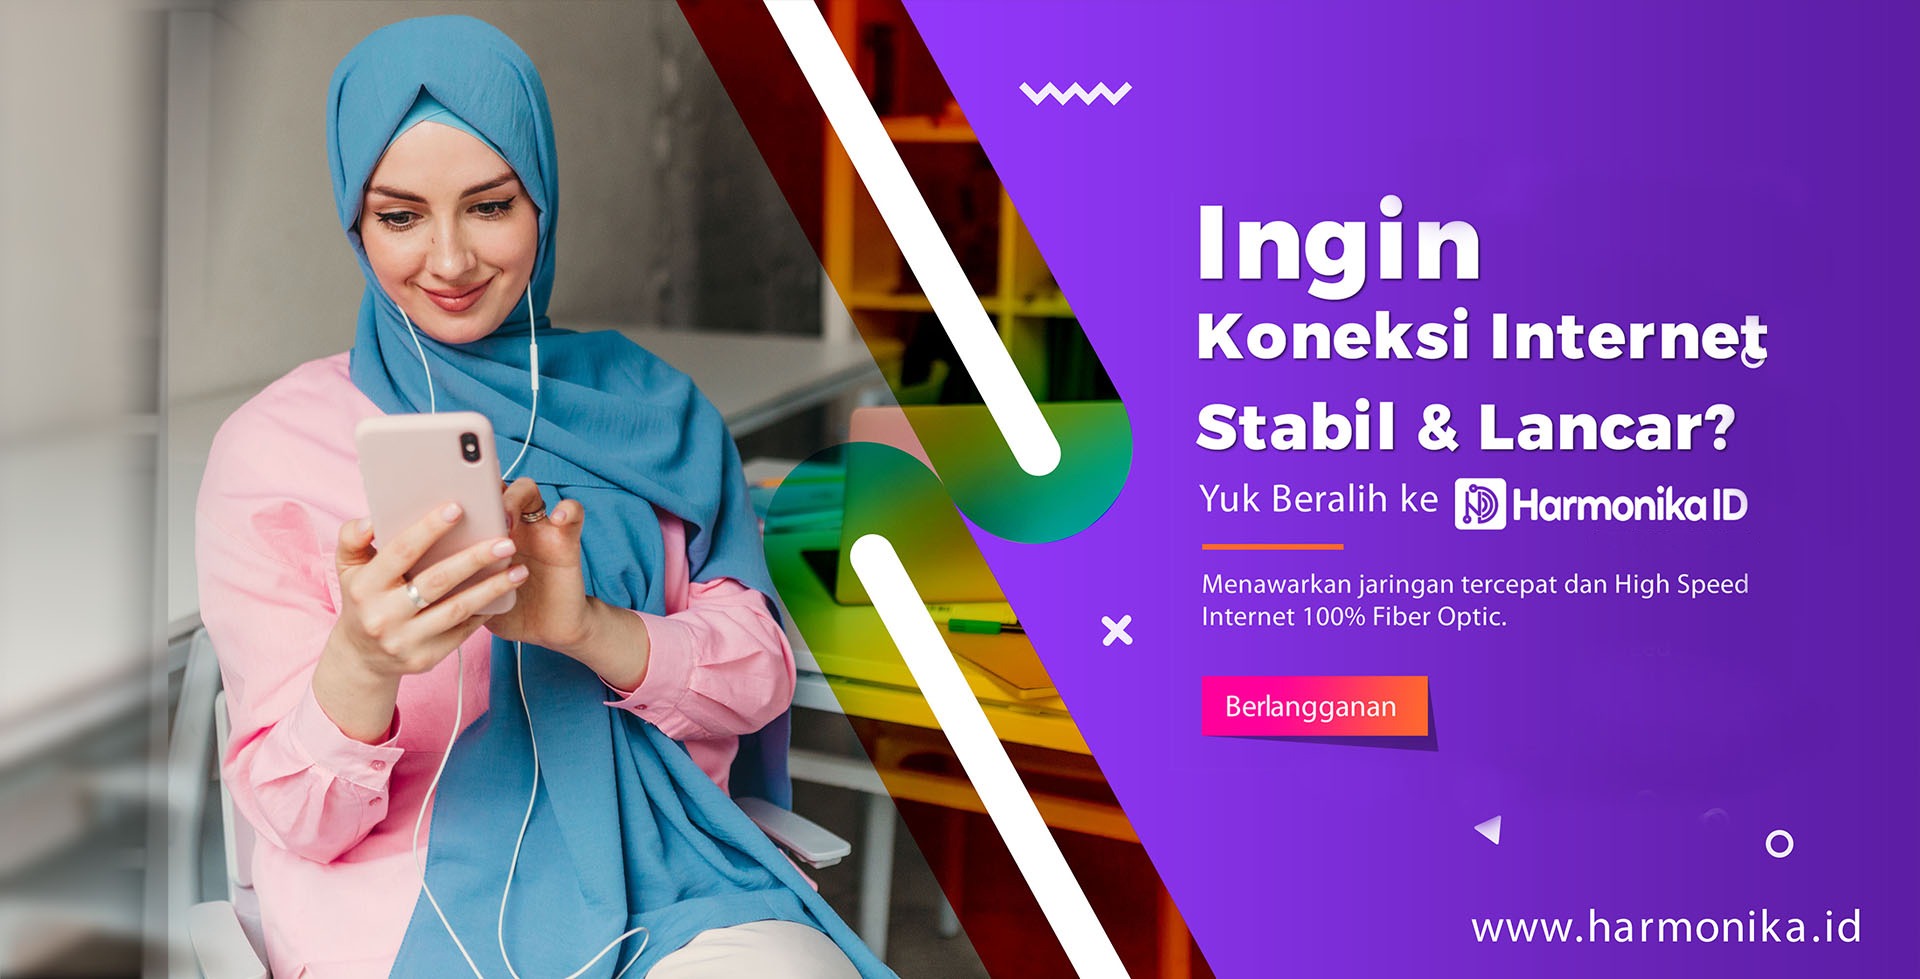 Ingin
Koneksi Internet
Stabil & Lancar?
Yuk Beralih ke Harmonika ID
Menawarkan jaringan tercepat dan High Speed
Internet 100% Fiber Optic.
Berlangganan
www.harmonika.id